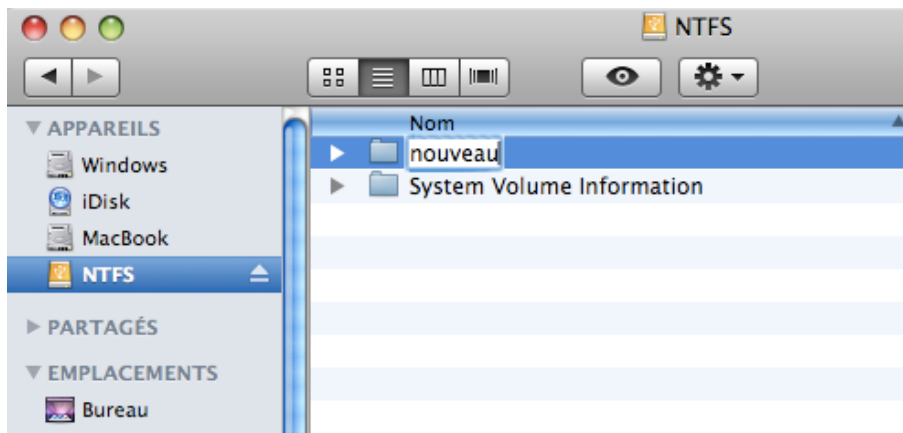 NTFS
APPAREILS
Windows
iDisk
MacBook
NTFS
PARTAGÉS
EMPLACEMENTS
Bureau
Nom
nouveau
System Volume Information